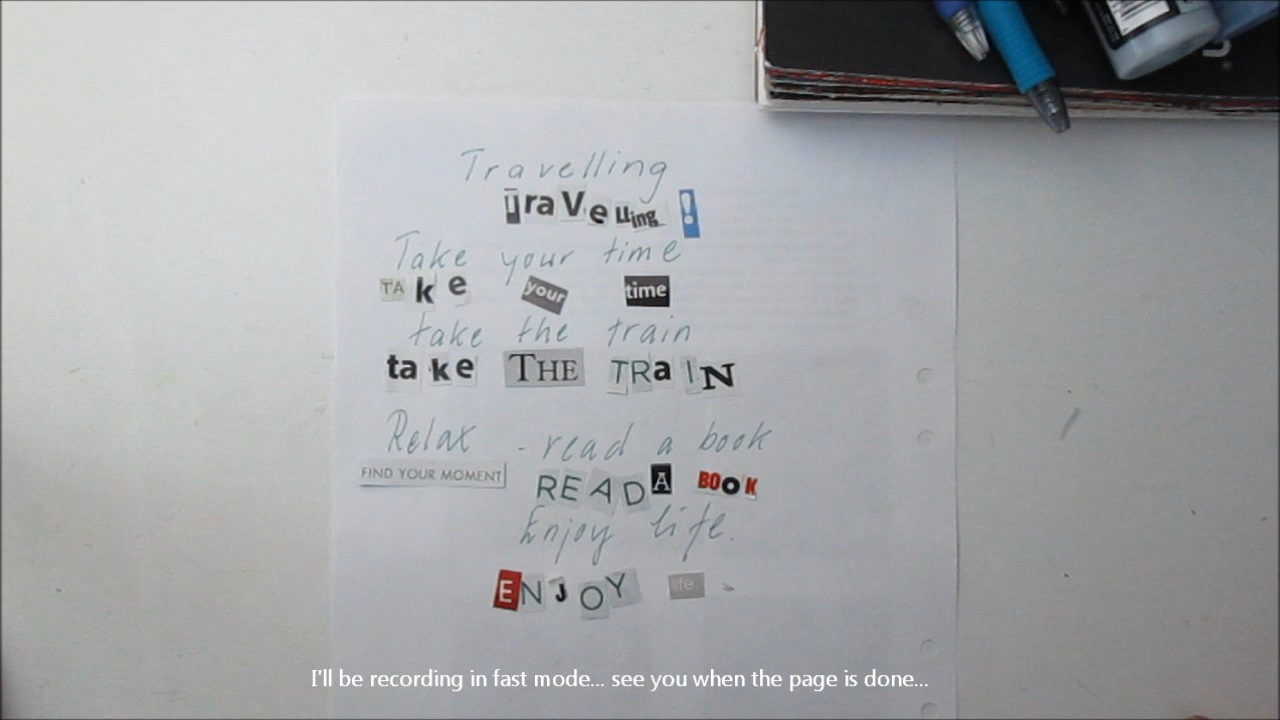 Travelling
Travelling!
Take your time
TAke your time
take the train
take THE TRaIN
Relax - read a book
FIND YOUR MOMENT READ A BOOK
Enjoy life.
ENJOY life.
I'll be recording in fast mode... see you when the page is done...